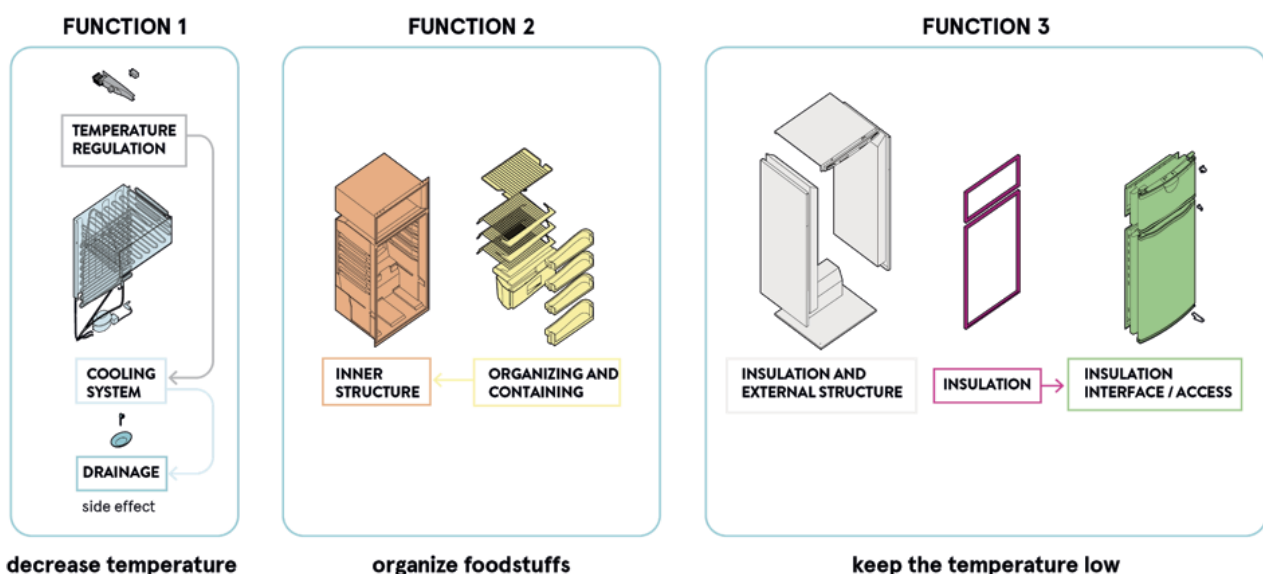 FUNCTION 1
TEMPERATURE
REGULATION
COOLING
SYSTEM
DRAINAGE
side effect
decrease temperature
FUNCTION 2
INNER
STRUCTURE
ORGANIZING AND
CONTAINING
organize foodstuffs
FUNCTION 3
INSULATION AND
EXTERNAL STRUCTURE
INSULATION
INSULATION
INTERFACE / ACCESS
keep the temperature low